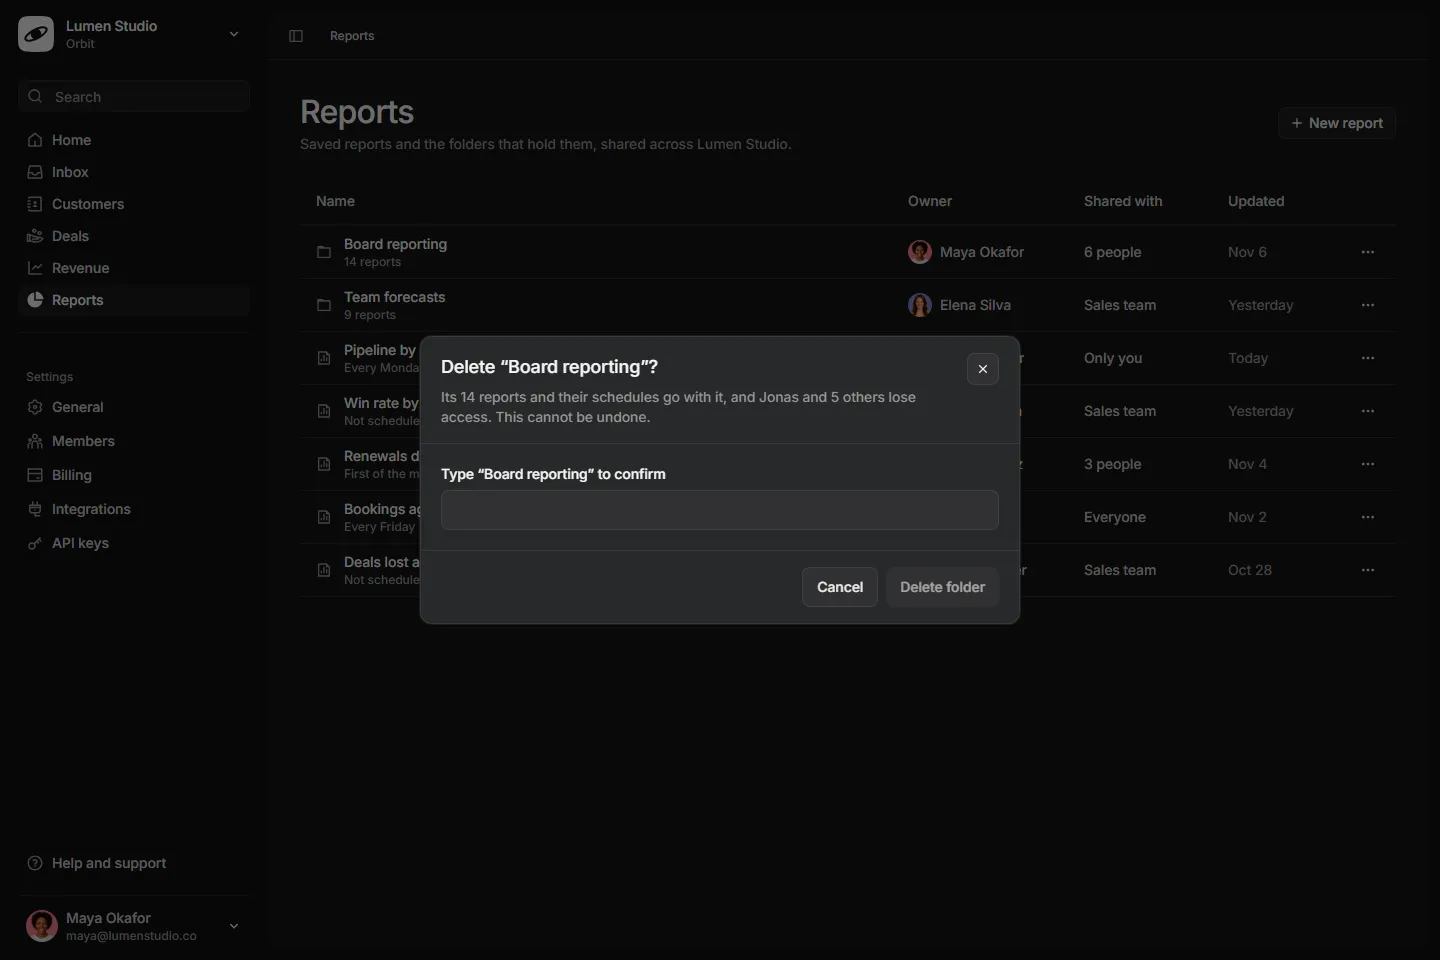 Lumen Studio
Orbit
Search
Home
Inbox
Customers
Deals
Revenue
Reports
Settings
General
Members
Billing
Integrations
API keys
Help and support
Maya Okafor
maya@lumenstudio.co
Reports
Reports
Saved reports and the folders that hold them, shared across Lumen Studio.
+ New report
Name Owner Shared with Updated
Board reporting
14 reports
Maya Okafor 6 people Nov 6
Team forecasts
9 reports
Elena Silva Sales team Yesterday
Pipeline by
Only you Today
Win rate by
Sales team Yesterday
Renewals
First of the
3 people Nov 4
Bookings
Every Friday
Everyone Nov 2
Deals lost
Sales team Oct 28
Delete “Board reporting”?
Its 14 reports and their schedules go with it, and Jonas and 5 others lose
access. This cannot be undone.
Type “Board reporting” to confirm
Cancel Delete folder